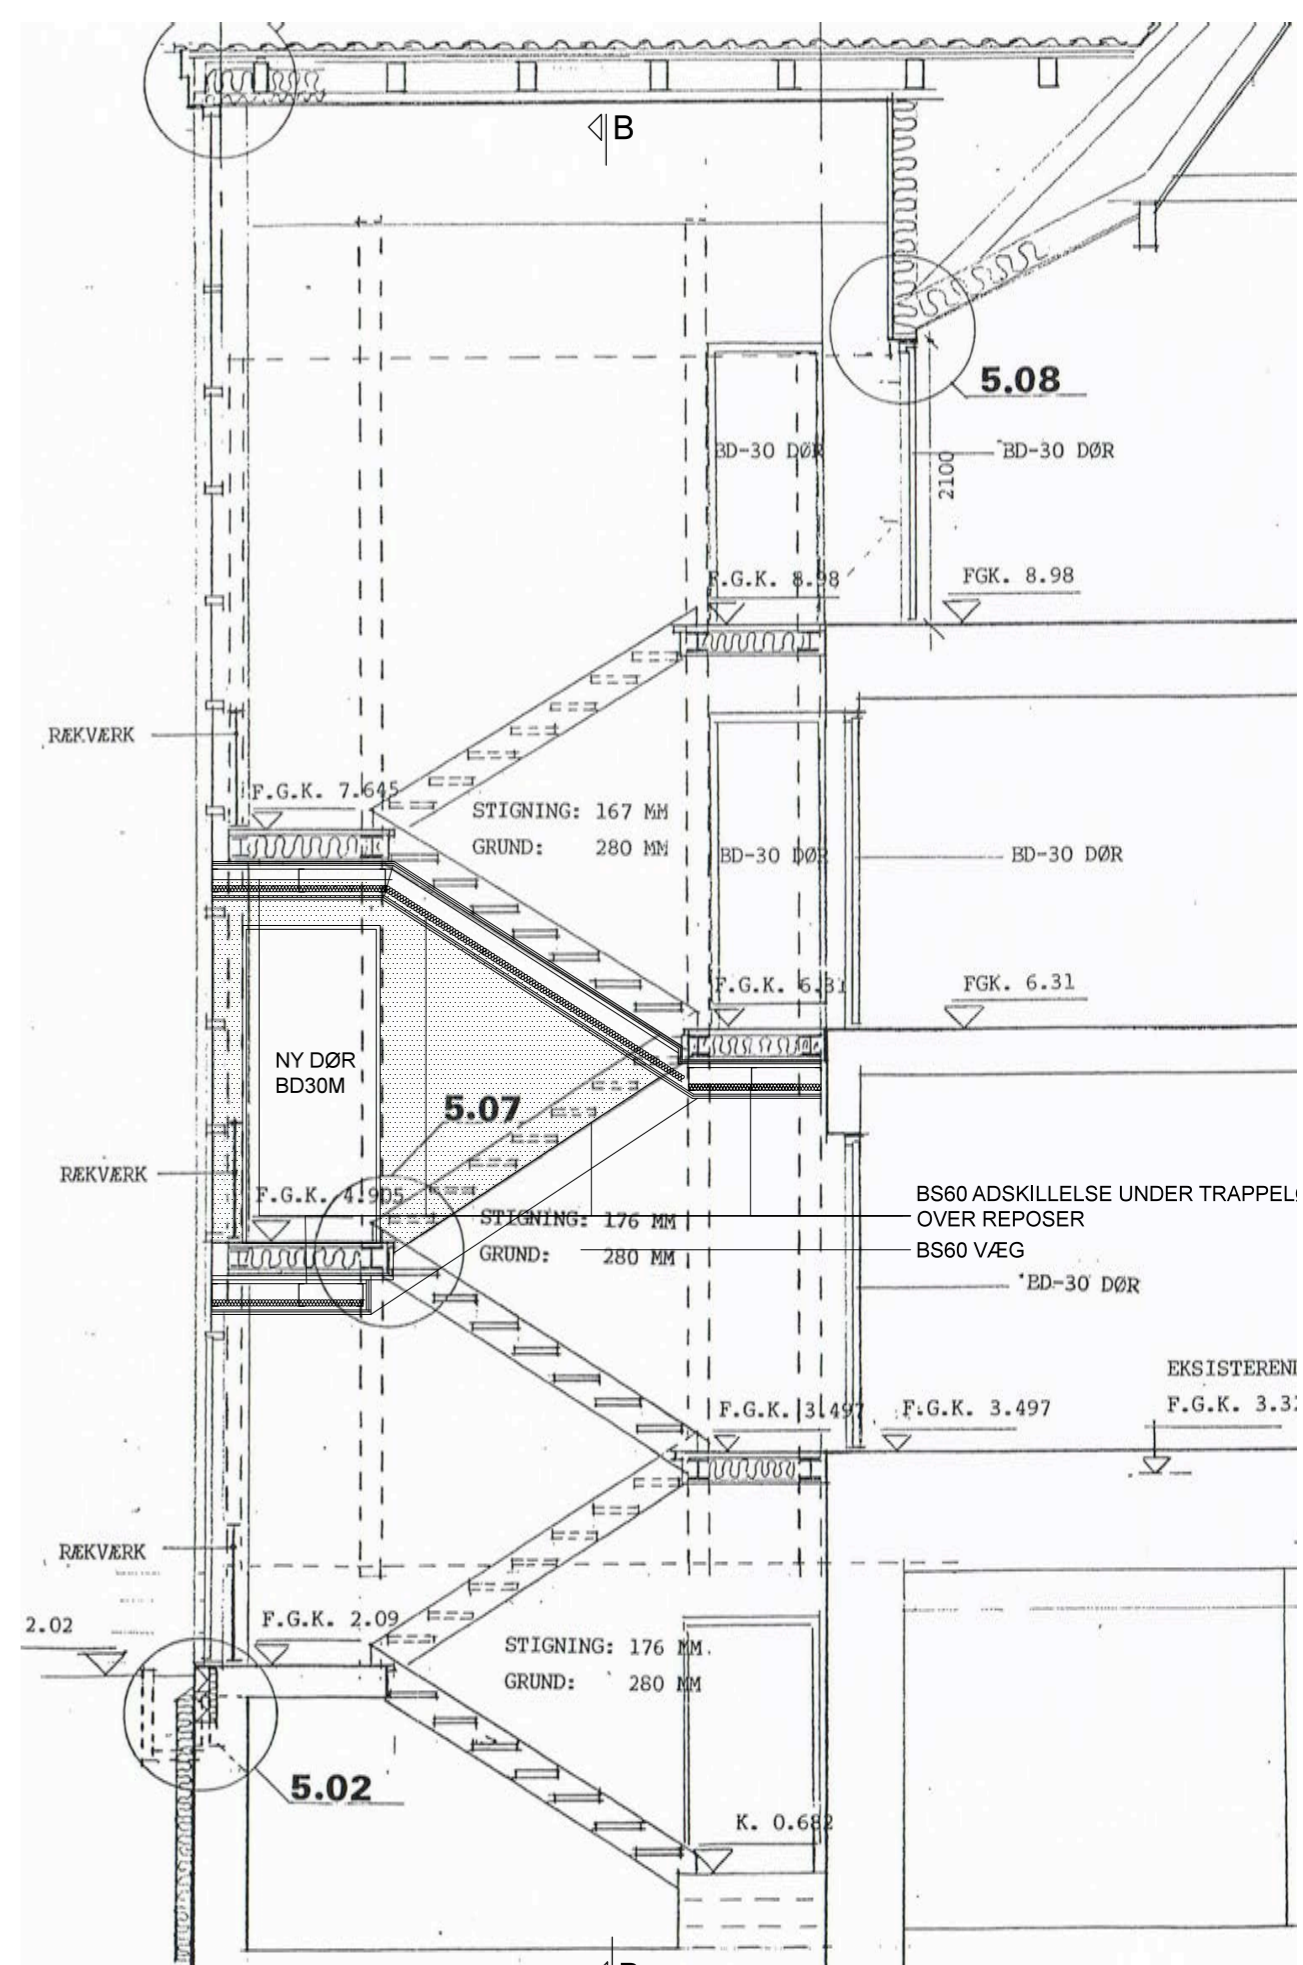 B
5.08
BD-30 DØR
BD-30 DØR
2100
F.G.K. 8.98
FGK. 8.98
RÆKVÆRK
F.G.K. 7.645
STIGNING: 167 MM
GRUND: 280 MM
BD-30 DØR
BD-30 DØR
F.G.K. 6.31
FGK. 6.31
NY DØR
BD30M
5.07
RÆKVÆRK
F.G.K. 4.905
BS60 ADSKILLELSE UNDER TRAPPELØ
OVER REPOSER
STIGNING: 176 MM
GRUND: 280 MM
BS60 VÆG
BD-30 DØR
EKSISTEREN
F.G.K. 3.497
F.G.K. 3.497
F.G.K. 3.3
RÆKVÆRK
2.02
F.G.K. 2.09
STIGNING: 176 MM.
GRUND: 280 MM
5.02
K. 0.682